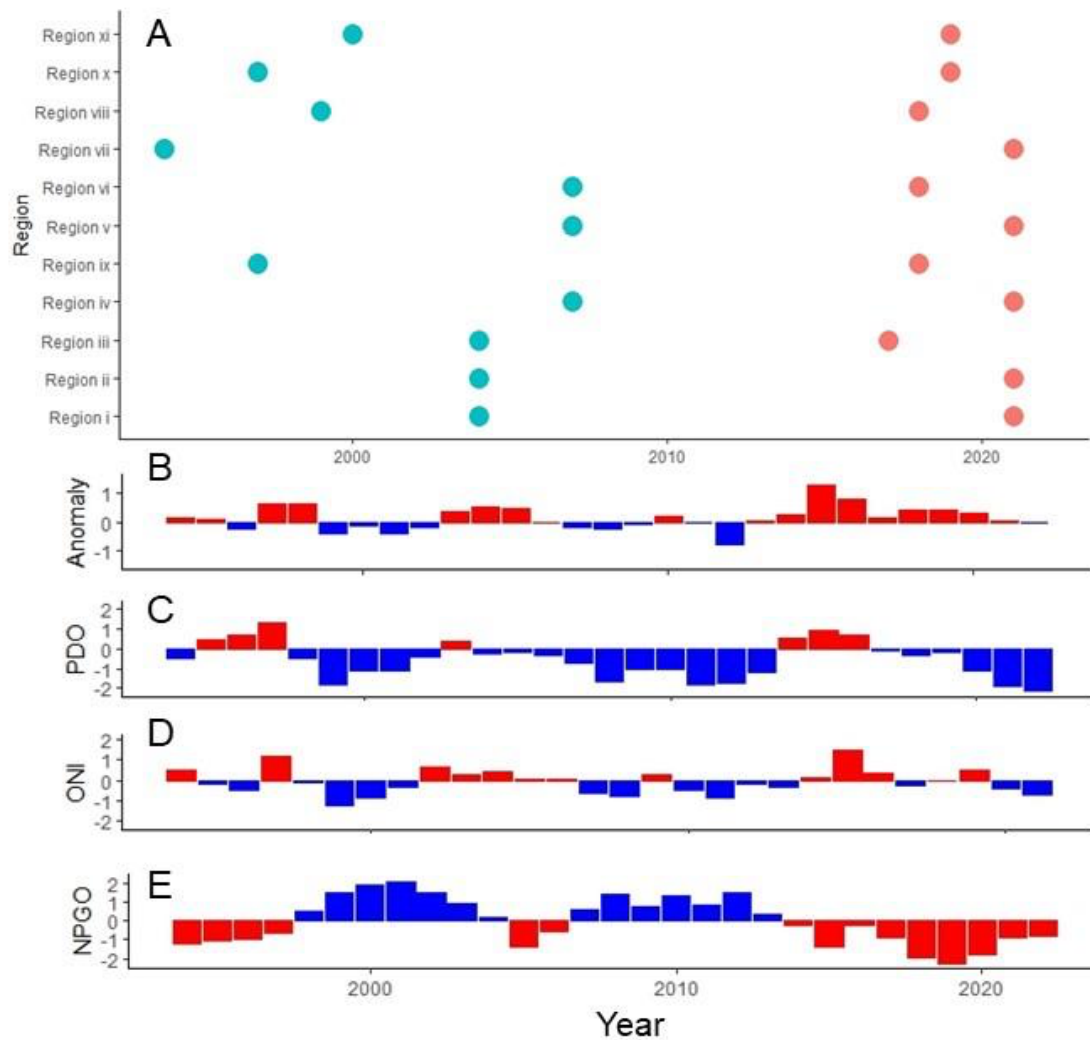 A
Region xi
Region x
Region viii
Region vii
Region vi
Region v
Region ix
Region iv
Region iii
Region ii
Region i
Region
2000
2010
2020
B
Anomaly
1
0
-1
C
PDO
2
1
0
-1
-2
D
ONI
2
1
0
-1
-2
E
NPGO
2
1
0
-1
-2
2000
2010
2020
Year